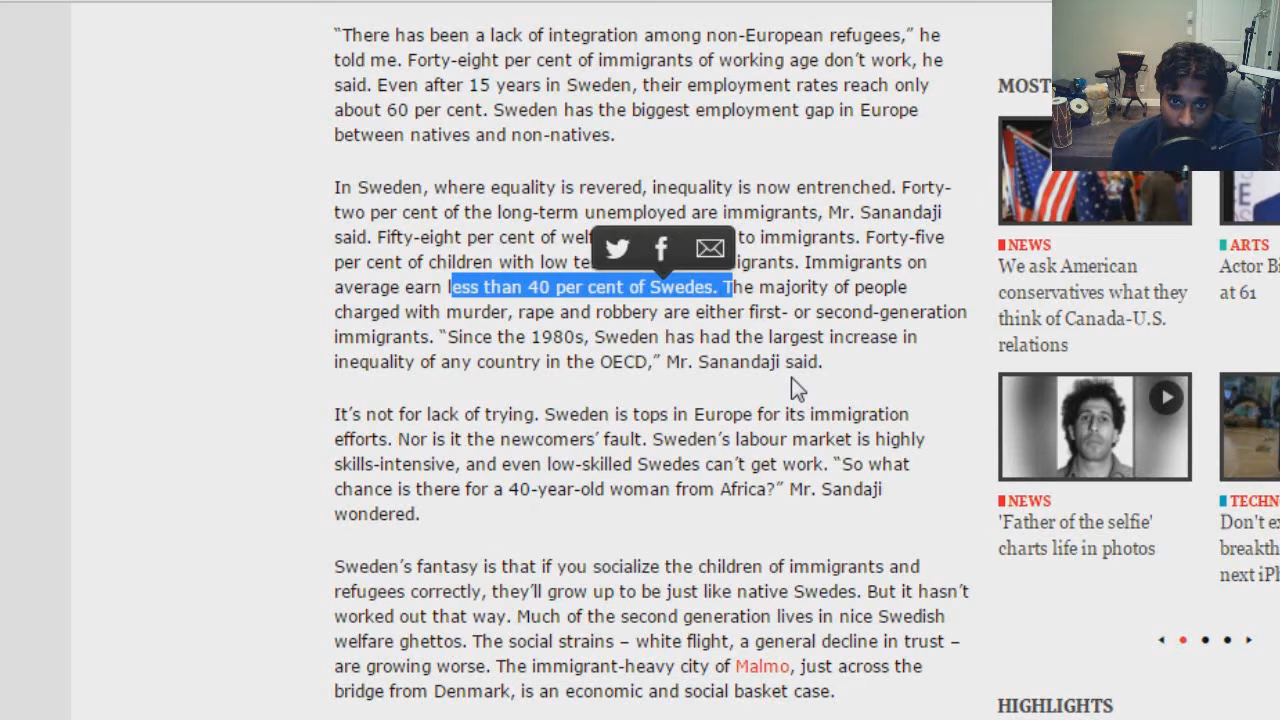 “There has been a lack of integration among non-European refugees,” he
told me. Forty-eight per cent of immigrants of working age don’t work, he
said. Even after 15 years in Sweden, their employment rates reach only
about 60 per cent. Sweden has the biggest employment gap in Europe
between natives and non-natives.
In Sweden, where equality is revered, inequality is now entrenched. Forty-
two per cent of the long-term unemployed are immigrants, Mr. Sanandaji
said. Fifty-eight per cent of to immigrants. Forty-five
per cent of children with low Immigrants on
average earn less than 40 per cent of Swedes. The majority of people
charged with murder, rape and robbery are either first- or second-generation
immigrants. “Since the 1980s, Sweden has had the largest increase in
inequality of any country in the OECD,” Mr. Sanandaji said.
It’s not for lack of trying. Sweden is tops in Europe for its immigration
efforts. Nor is it the newcomers’ fault. Sweden’s labour market is highly
skills-intensive, and even low-skilled Swedes can’t get work. “So what
chance is there for a 40-year-old woman from Africa?” Mr. Sandaji
wondered.
Sweden’s fantasy is that if you socialize the children of immigrants and
refugees correctly, they’ll grow up to be just like native Swedes. But it hasn’t
worked out that way. Much of the second generation lives in nice Swedish
welfare ghettos. The social strains – white flight, a general decline in trust –
are growing worse. The immigrant-heavy city of Malmo, just across the
bridge from Denmark, is an economic and social basket case.
MOST
NEWS
We ask American
conservatives what they
think of Canada-U.S.
relations
ARTS
Actor B
at 61
NEWS
'Father of the selfie'
charts life in photos
TECHN
Don't e
breakth
next iP
HIGHLIGHTS